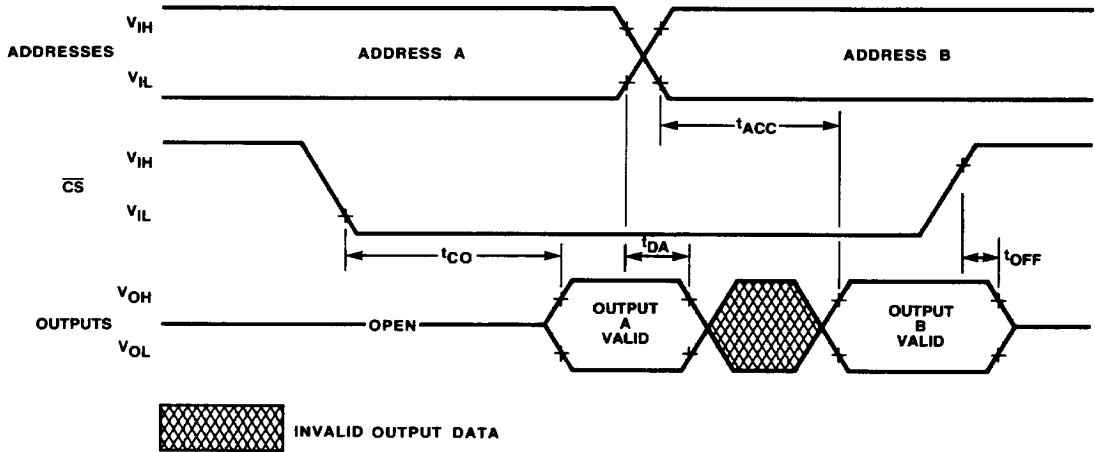 VIH
ADDRESSES
ADDRESS A
ADDRESS B
VIL
tACC
VIH
CS
VIL
tCO
tDA
tOFF
VOH
OUTPUTS
OPEN
OUTPUT
A
VALID
OUTPUT
B
VALID
VOL
INVALID OUTPUT DATA